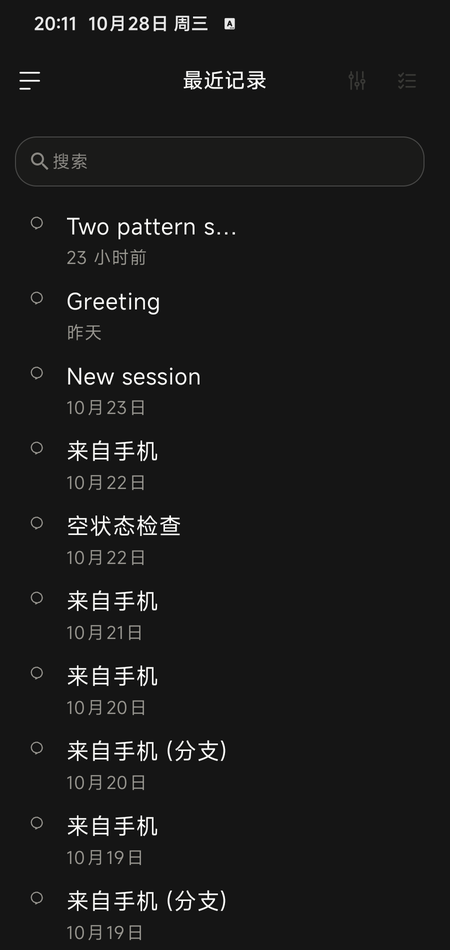 20:11 10月28日 周三 A
最近记录
搜索
Two pattern s...
23 小时前
Greeting
昨天
New session
10月23日
来自手机
10月22日
空状态检查
10月22日
来自手机
10月21日
来自手机
10月20日
来自手机 (分支)
10月20日
来自手机
10月19日
来自手机 (分支)
10月19日